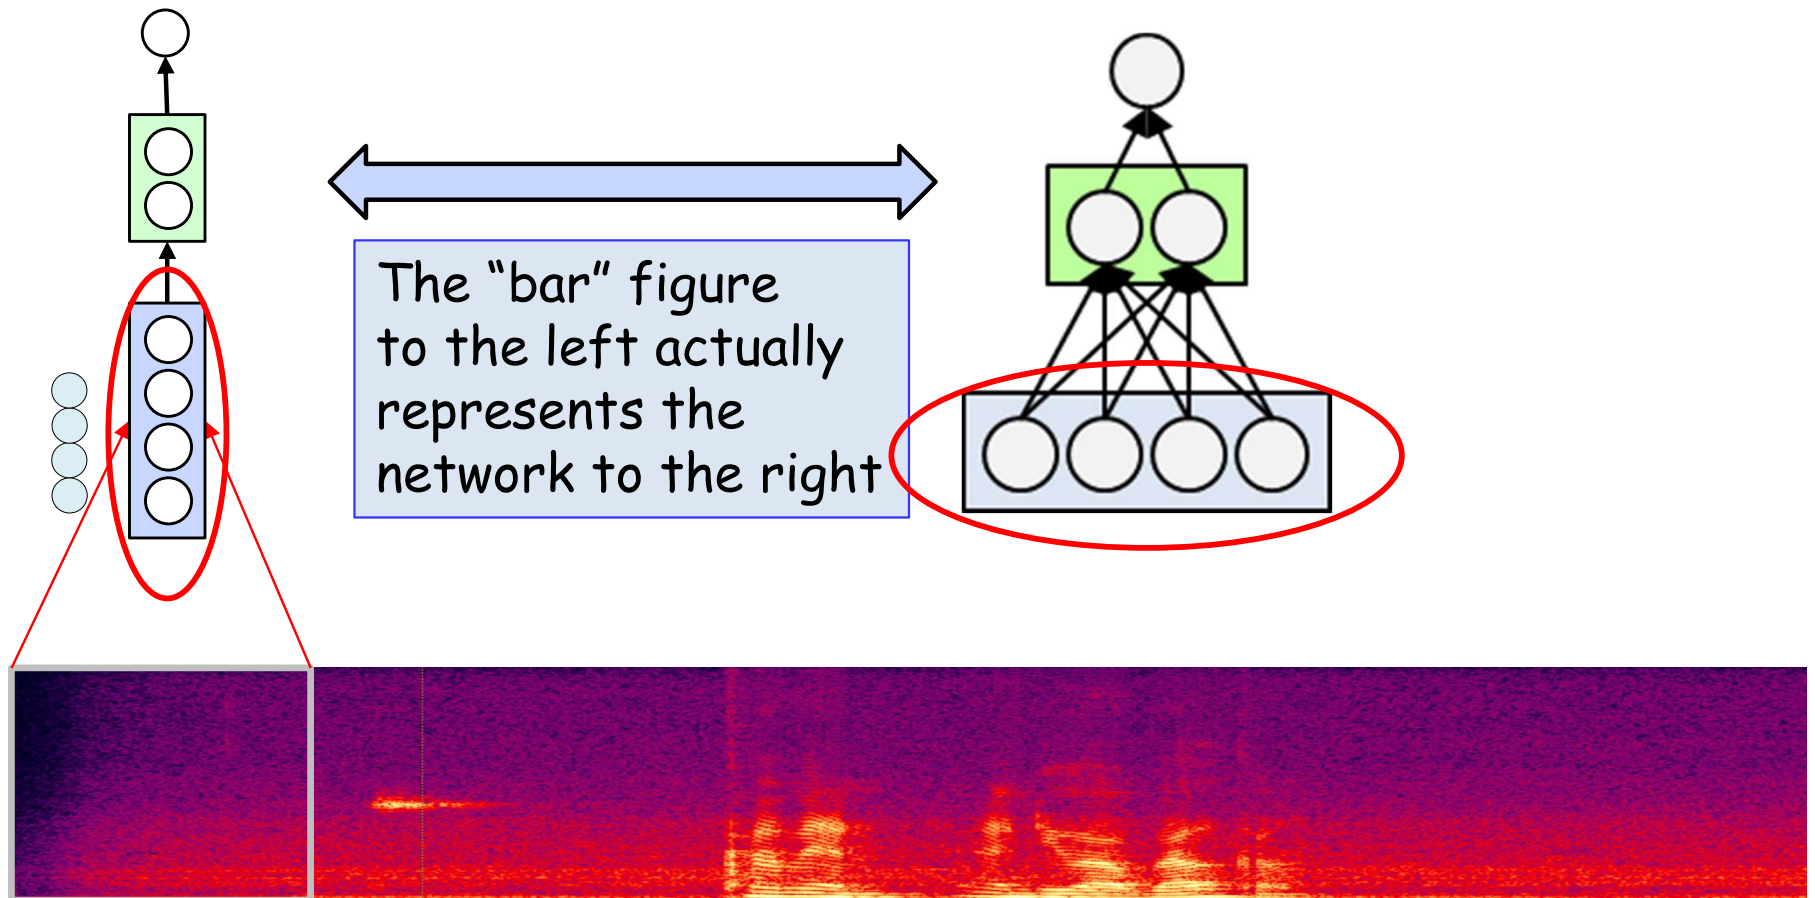 The “bar” figure
to the left actually
represents the
network to the right